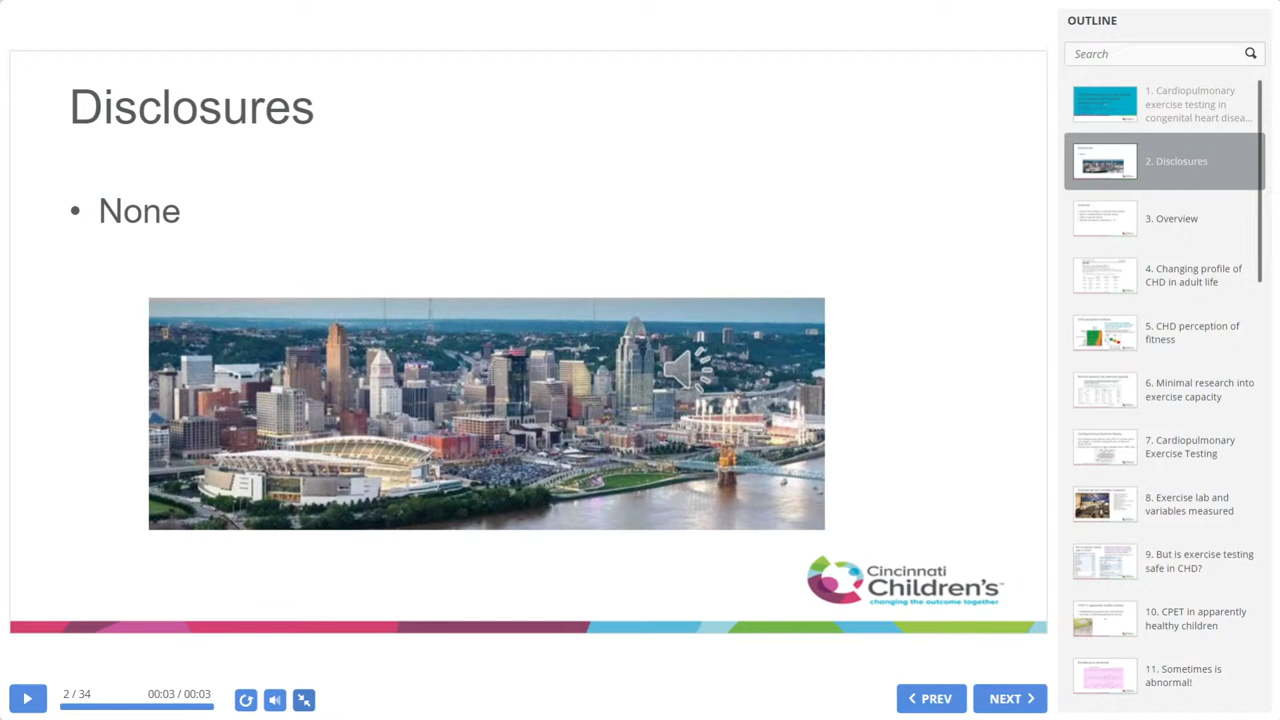 Disclosures
• None
Cincinnati
Children's™
changing the outcome together
2 / 34
00:03 / 00:03
PREV
NEXT
OUTLINE
Search
1. Cardiopulmonary
exercise testing in
congenital heart disea...
2. Disclosures
3. Overview
4. Changing profile of
CHD in adult life
5. CHD perception of
fitness
6. Minimal research into
exercise capacity
7. Cardiopulmonary
Exercise Testing
8. Exercise lab and
variables measured
9. But is exercise testing
safe in CHD?
10. CPET in apparently
healthy children
11. Sometimes is
abnormal!